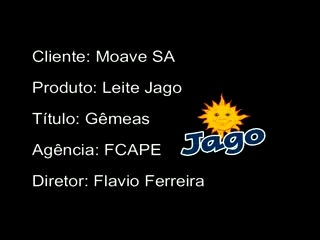 Cliente: Moave SA
Produto: Leite Jago
Título: Gêmeas
Jago
Agência: FCAPE
Diretor: Flavio Ferreira